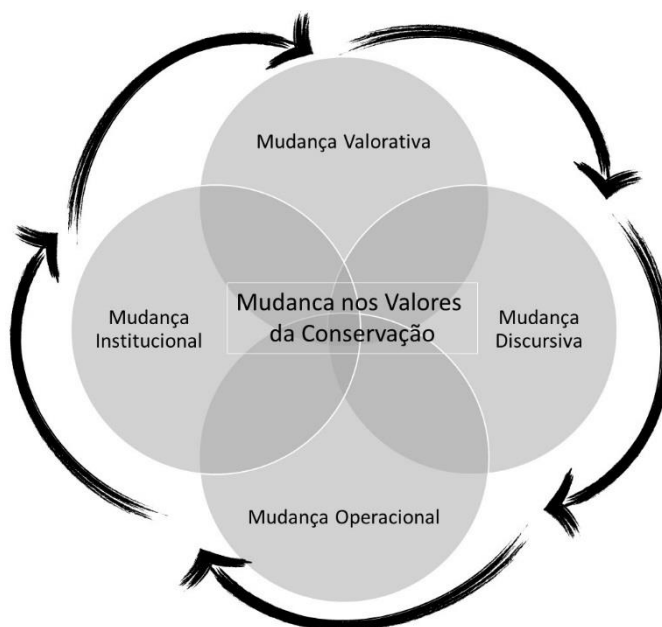 Mudança Valorativa
Mudança
Institucional
Mudanca nos Valores
da Conservação
Mudança
Discursiva
Mudança Operacional